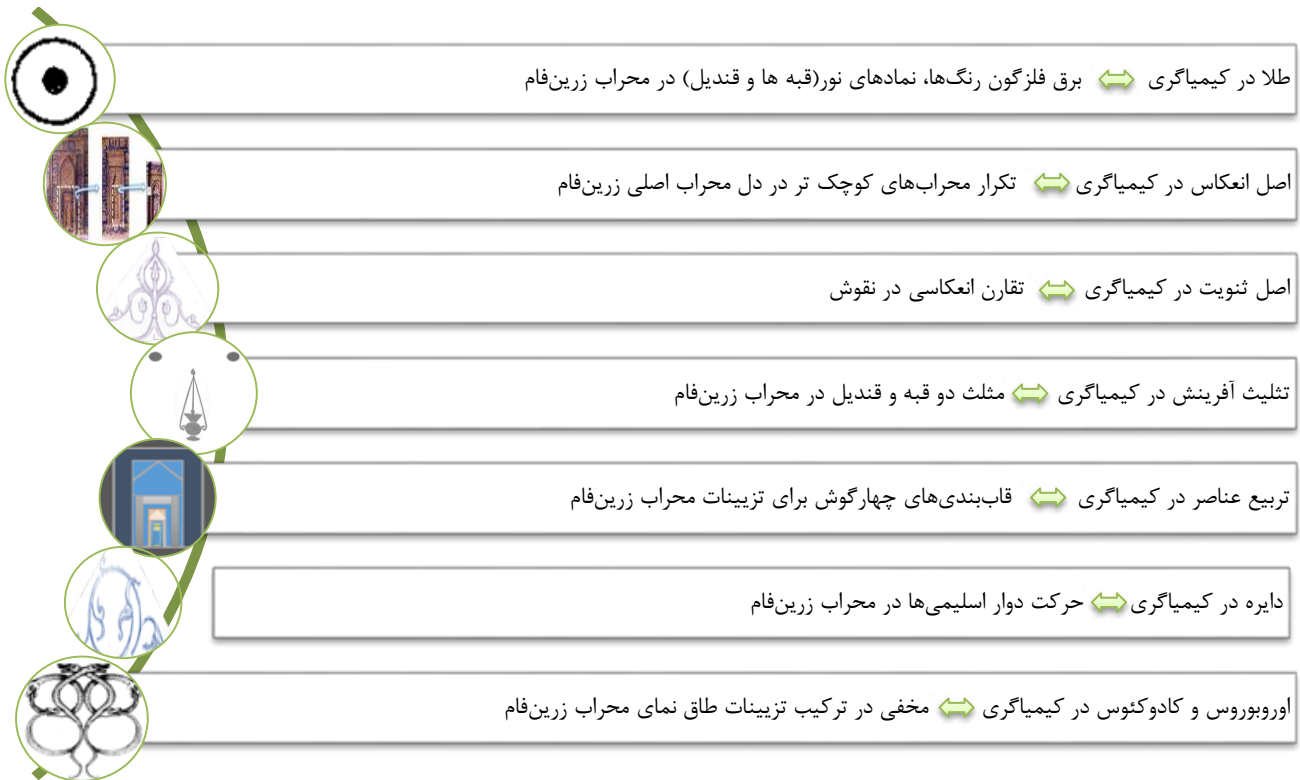 طلا در کیمیاگری ⇔ برق فلزگون رنگ‌ها، نمادهای نور(قبه ها و قندیل) در محراب زرین‌فام
اصل انعکاس در کیمیاگری ⇔ تکرار محراب‌های کوچک تر در دل محراب اصلی زرین‌فام
اصل ثنویت در کیمیاگری ⇔ تقارن انعکاسی در نقوش
تثلیث آفرینش در کیمیاگری ⇔ مثلث دو قبه و قندیل در محراب زرین‌فام
تربیع عناصر در کیمیاگری ⇔ قاب‌بندی‌های چهارگوش برای تزیینات محراب زرین‌فام
دایره در کیمیاگری ⇔ حرکت دوار اسلیمی‌ها در محراب زرین‌فام
اوروبوروس و کادوکئوس در کیمیاگری ⇔ مخفی در ترکیب تزیینات طاق نمای محراب زرین‌فام